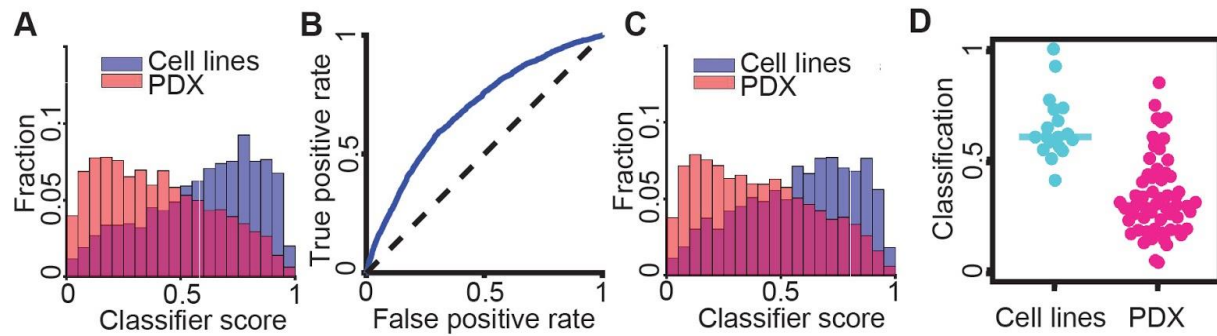 A
Cell lines
PDX
Fraction
0.1
0.05
0
0
0.5
1
Classifier score
B
True positive rate
1
0.5
0
0
0.5
1
False positive rate
C
Cell lines
PDX
Fraction
0.1
0.05
0
0
0.5
1
Classifier score
D
Classification
1
0.5
0
Cell lines
PDX